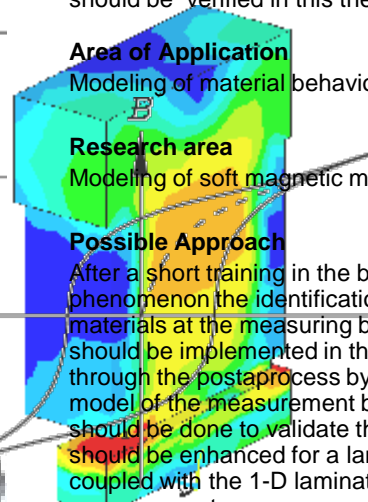 should be verified in this the
Area of Application
Modeling of material behavio
B
Research area
Modeling of soft magnetic m
Possible Approach
After a short training in the b
phenomenon the identificatio
materials at the measuring b
should be implemented in th
through the postaprocess by
model of the measurement b
should be done to validate th
should be enhanced for a lar
coupled with the 1-D laminat